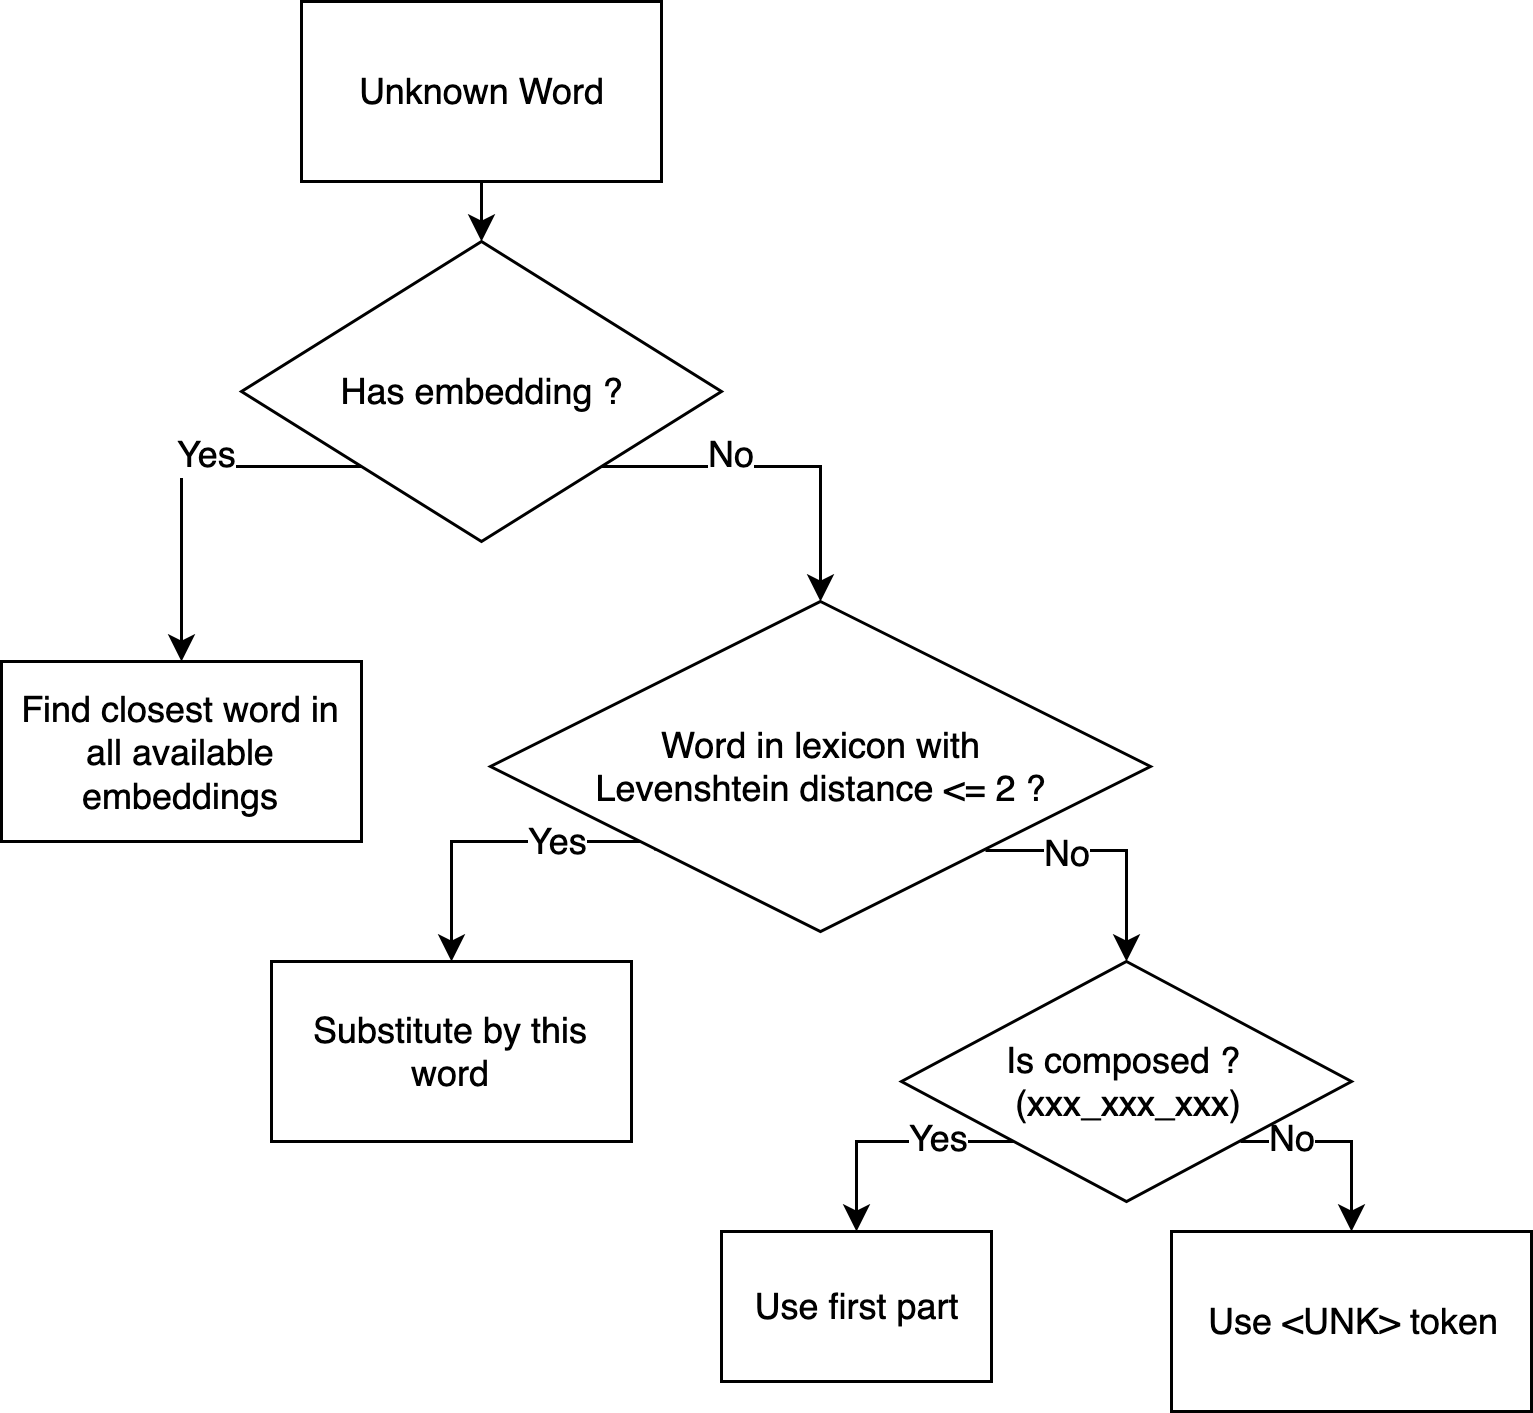 Unknown Word
Has embedding ?
Yes
No
Find closest word in
all available
embeddings
Word in lexicon with
Levenshtein distance <= 2 ?
Yes
No
Substitute by this
word
Is composed ?
(xxx_xxx_xxx)
Yes
No
Use first part
Use <UNK> token